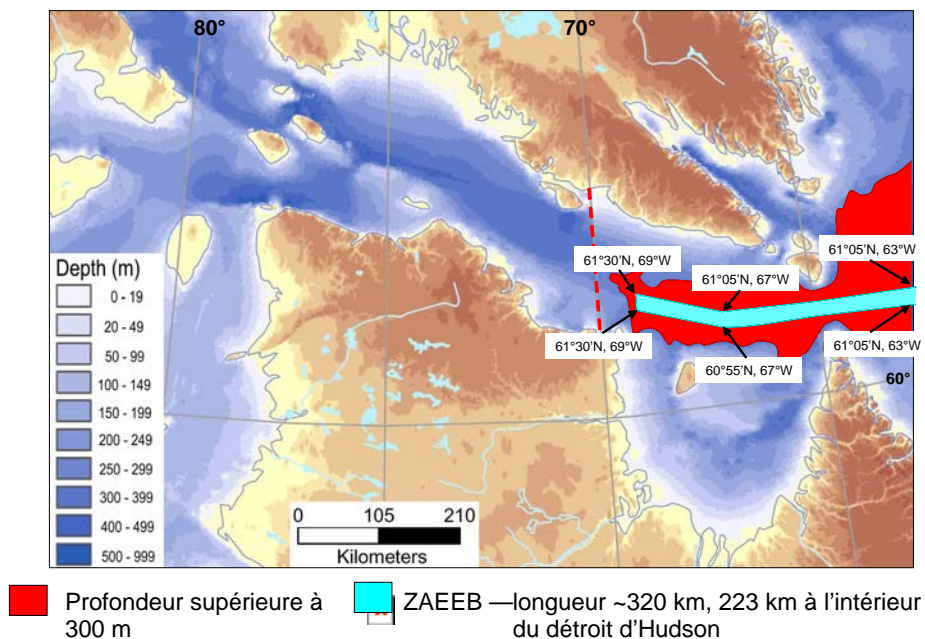 80°
70°
61°30'N, 69°W
61°05'N, 67°W
61°05'N, 63°W
61°30'N, 69°W
60°55'N, 67°W
61°05'N, 63°W
60°
Depth (m)
0 - 19
20 - 49
50 - 99
100 - 149
150 - 199
200 - 249
250 - 299
300 - 399
400 - 499
500 - 999
0 105 210
Kilometers
Profondeur supérieure à
300 m
ZAEEB —longueur ~320 km, 223 km à l'intérieur
du détroit d'Hudson